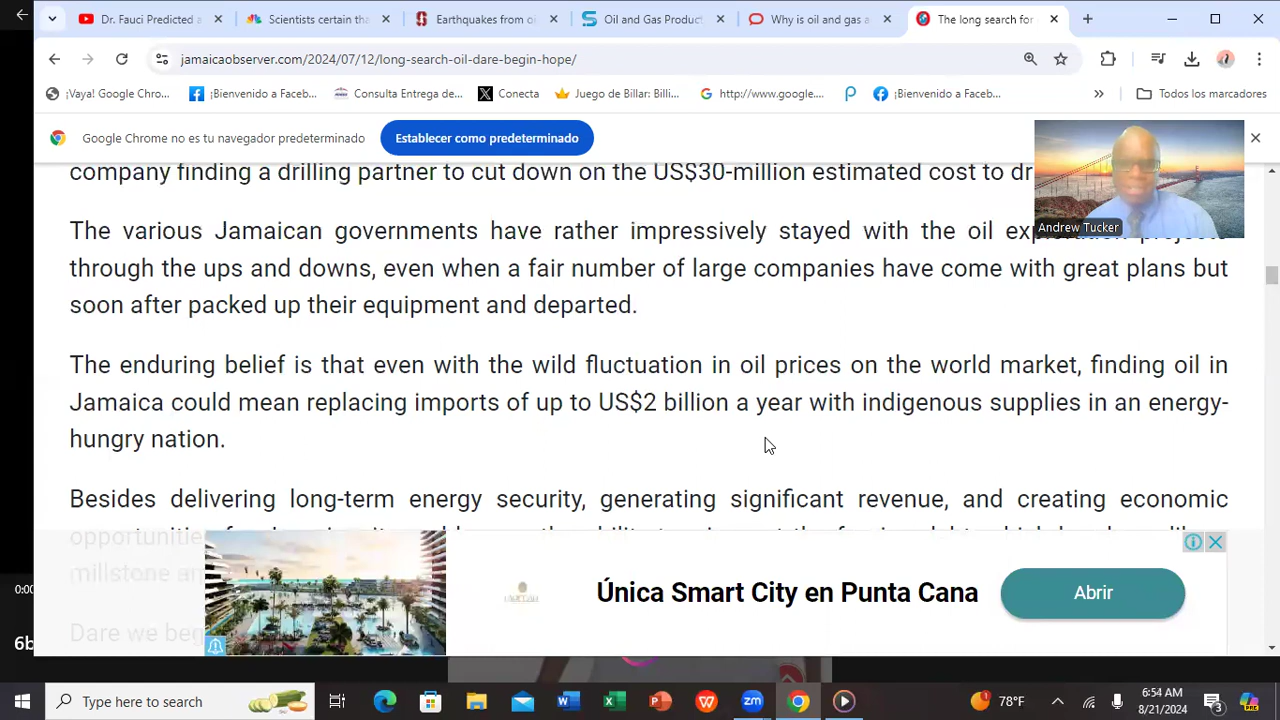 Dr. Fauci Predicted a
Scientists certain tha
Earthquakes from oi
Oil and Gas Product
Why is oil and gas a
The long search for
jamaicaobserver.com/2024/07/12/long-search-oil-dare-begin-hope/
¡Vaya! Google Chro...
¡Bienvenido a Faceb...
Consulta Entrega de...
Conecta
Juego de Billar: Billi...
http://www.google....
¡Bienvenido a Faceb...
Todos los marcadores
Google Chrome no es tu navegador predeterminado
Establecer como predeterminado
company finding a drilling partner to cut down on the US$30-million estimated cost to
Andrew Tucker
The various Jamaican governments have rather impressively stayed with the oil
through the ups and downs, even when a fair number of large companies have come with great plans but
soon after packed up their equipment and departed.
The enduring belief is that even with the wild fluctuation in oil prices on the world market, finding oil in
Jamaica could mean replacing imports of up to US$2 billion a year with indigenous supplies in an energy-
hungry nation.
Besides delivering long-term energy security, generating significant revenue, and creating economic
millstone
Dare we
Única Smart City en Punta Cana
Abrir
0:00
6b
Type here to search
78°F
6:54 AM
8/21/2024